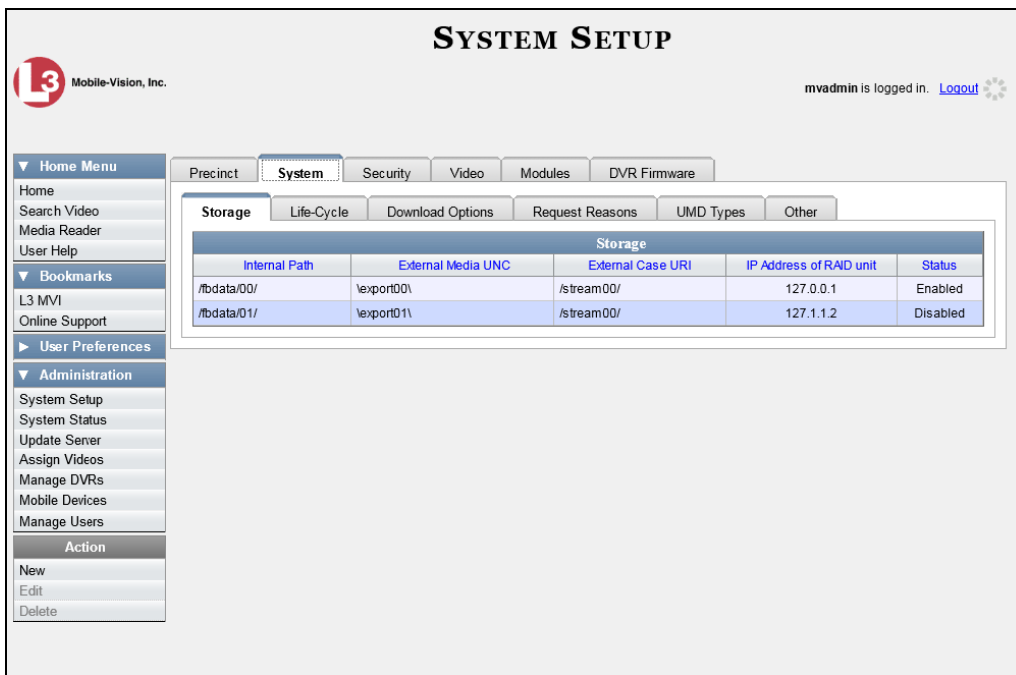 SYSTEM SETUP
L3 Mobile-Vision, Inc.
mvadmin is logged in. Logout
▼ Home Menu
Home
Search Video
Media Reader
User Help
▼ Bookmarks
L3 MVI
Online Support
► User Preferences
▼ Administration
System Setup
System Status
Update Server
Assign Videos
Manage DVRs
Mobile Devices
Manage Users
Action
New
Edit
Delete
Precinct System Security Video Modules DVR Firmware
Storage Life-Cycle Download Options Request Reasons UMD Types Other
Storage
Internal Path External Media UNC External Case URI IP Address of RAID unit Status
/fbdata/00/ \export00\ /stream00/ 127.0.0.1 Enabled
/fbdata/01/ \export01\ /stream00/ 127.1.1.2 Disabled